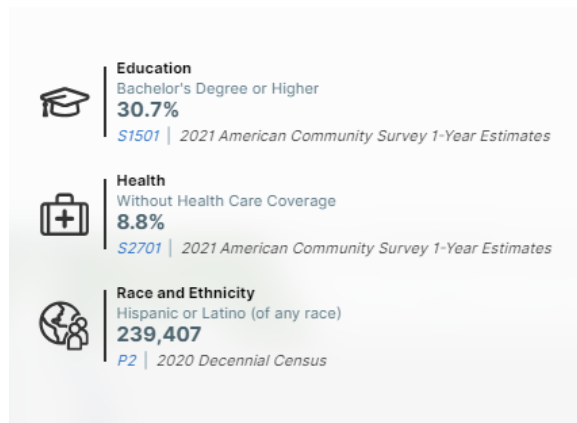 Education
Bachelor's Degree or Higher
30.7%
S1501 | 2021 American Community Survey 1-Year Estimates
Health
Without Health Care Coverage
8.8%
S2701 | 2021 American Community Survey 1-Year Estimates
Race and Ethnicity
Hispanic or Latino (of any race)
239,407
P2 | 2020 Decennial Census